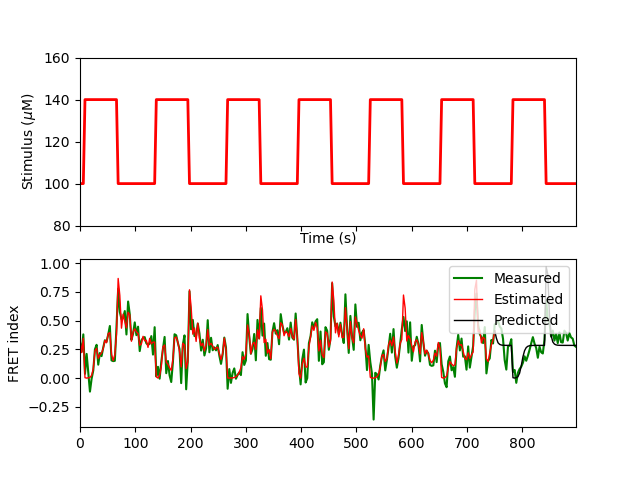 160
140
120
100
80
Stimulus (μM)
Time (s)
1.00
0.75
0.50
0.25
0.00
−0.25
FRET index
Measured
Estimated
Predicted
0 100 200 300 400 500 600 700 800